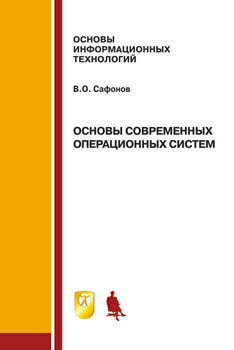 ОСНОВЫ
ИНФОРМАЦИОННЫХ
ТЕХНОЛОГИЙ
В.О. Сафонов
ОСНОВЫ СОВРЕМЕННЫХ
ОПЕРАЦИОННЫХ СИСТЕМ